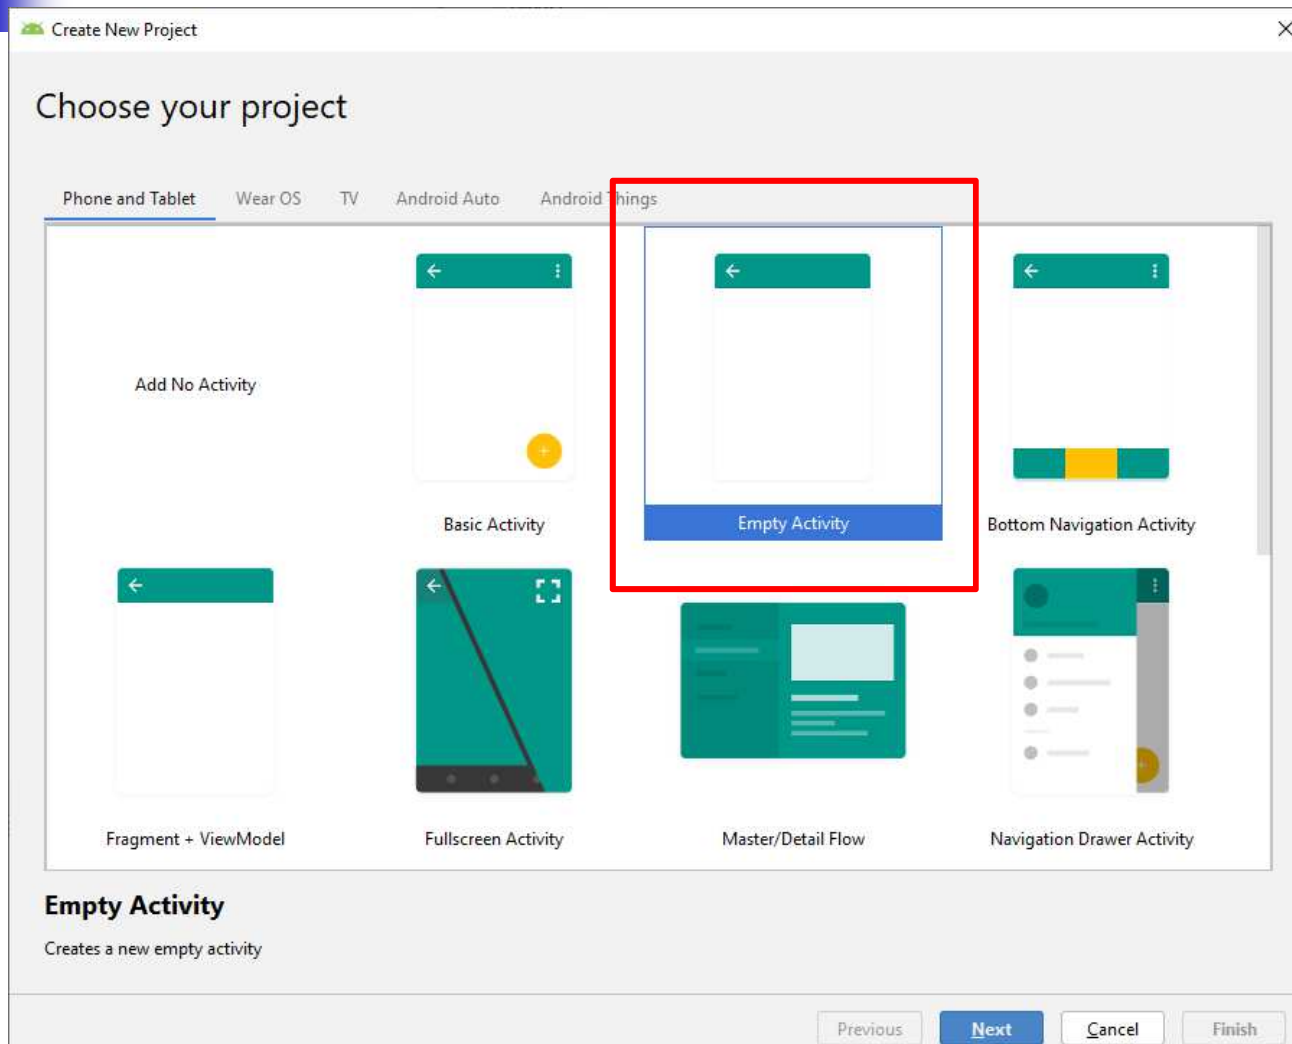 Create New Project
Choose your project
Phone and Tablet Wear OS TV Android Auto Android Things
Add No Activity
Basic Activity
Empty Activity
Bottom Navigation Activity
Fragment + ViewModel
Fullscreen Activity
Master/Detail Flow
Navigation Drawer Activity
Empty Activity
Creates a new empty activity
Previous Next Cancel Finish